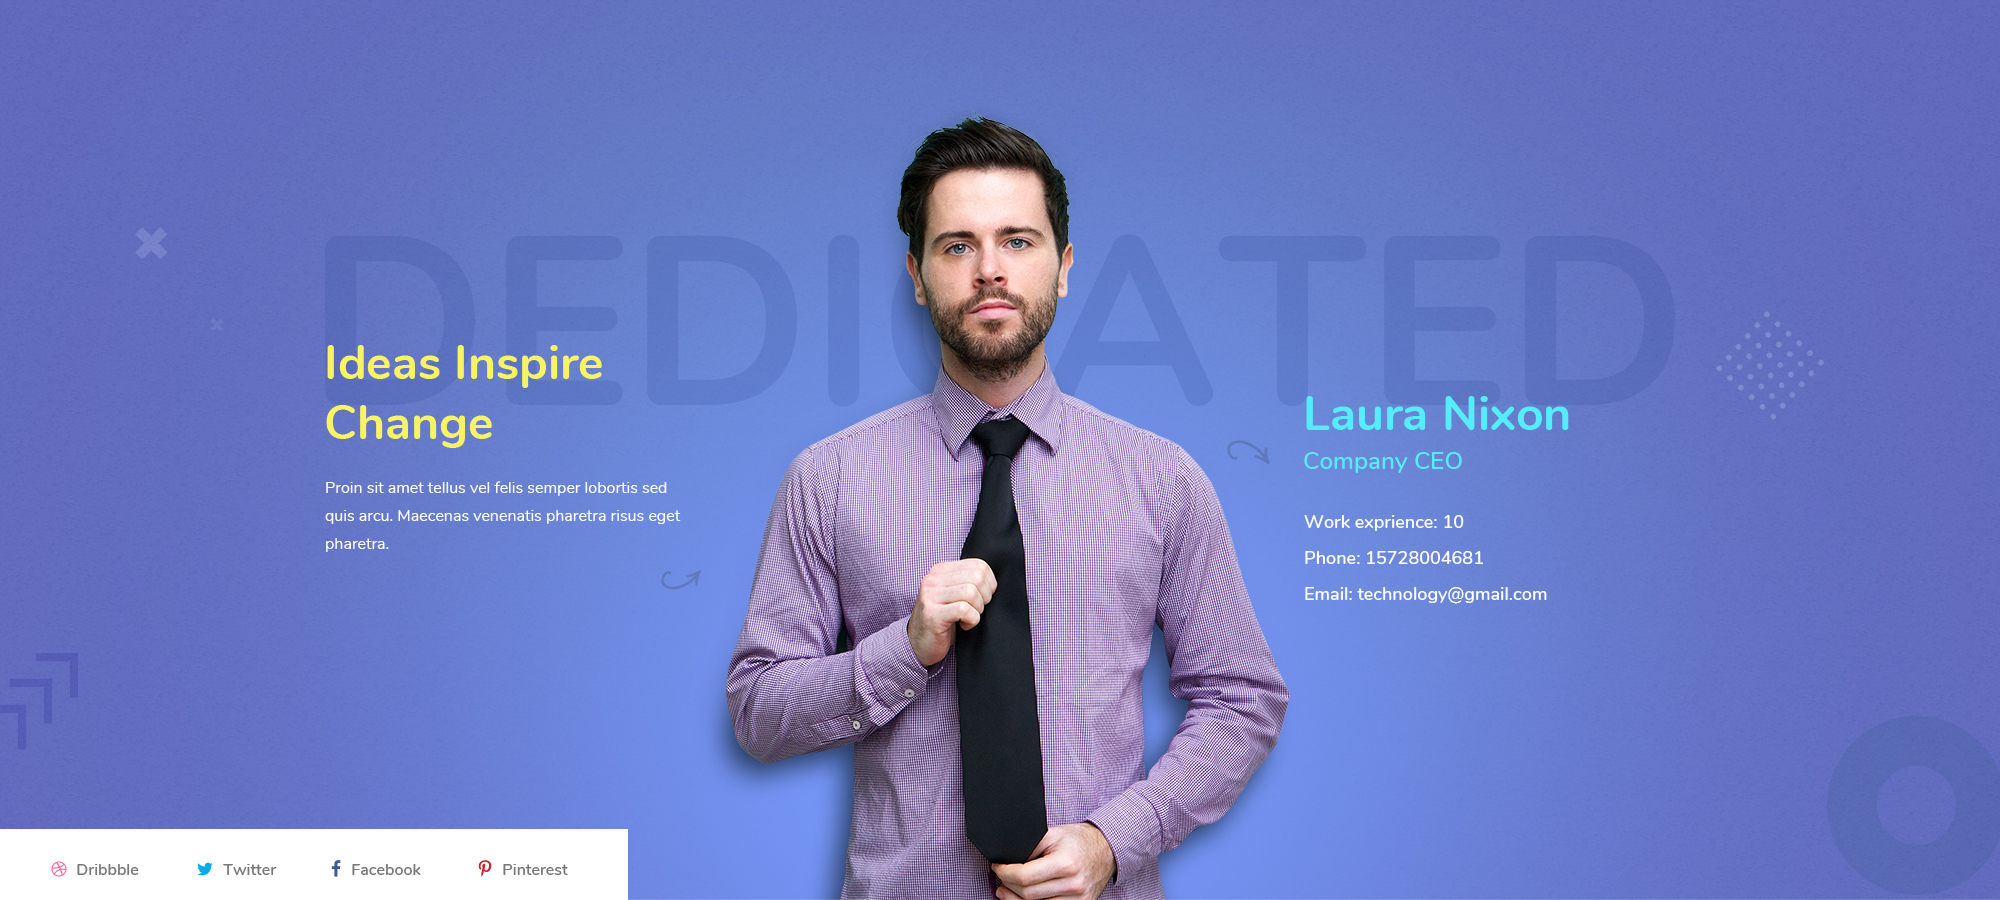 DEDICATED
Ideas Inspire
Change
Proin sit amet tellus vel felis semper lobortis sed
quis arcu. Maecenas venenatis pharetra risus eget
pharetra.
Laura Nixon
Company CEO
Work exprience: 10
Phone: 15728004681
Email: technology@gmail.com
Dribbble Twitter Facebook Pinterest